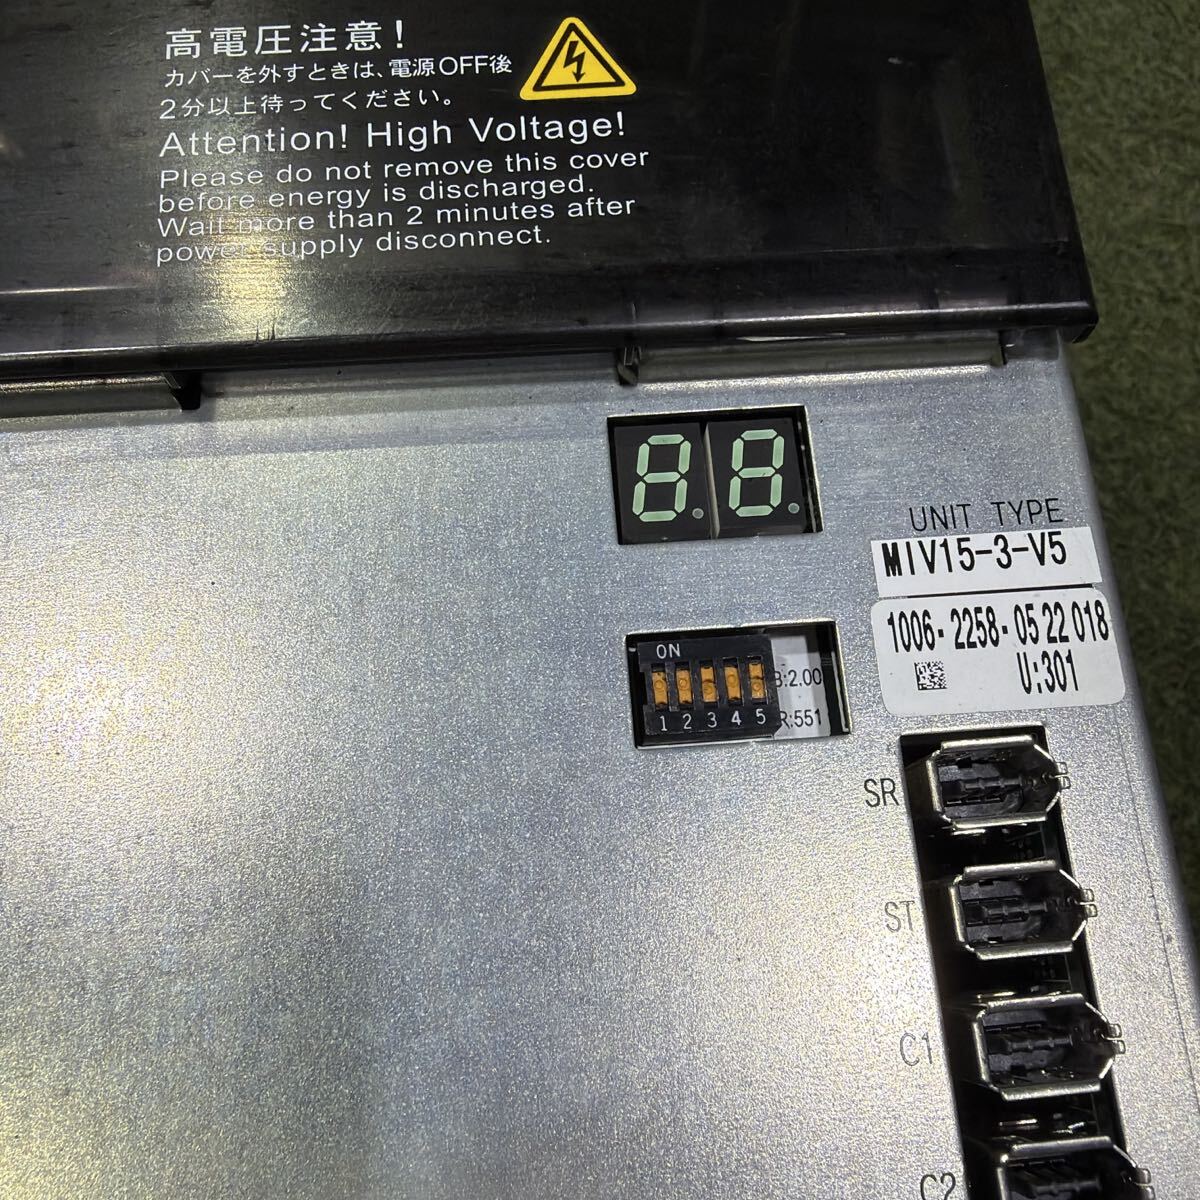 高電圧注意!
カバーを外すときは、電源OFF後
2分以上待ってください。
Attention! High Voltage!
Please do not remove this cover
before energy is discharged.
Wait more than 2 minutes after
power supply disconnect.
8.8.
UNIT TYPE
MIV15-3-V5
1006-2258-05 22 018
U:301
ON
1 2 3 4 5
B:2.00
R:551
SR
ST
C1
C2